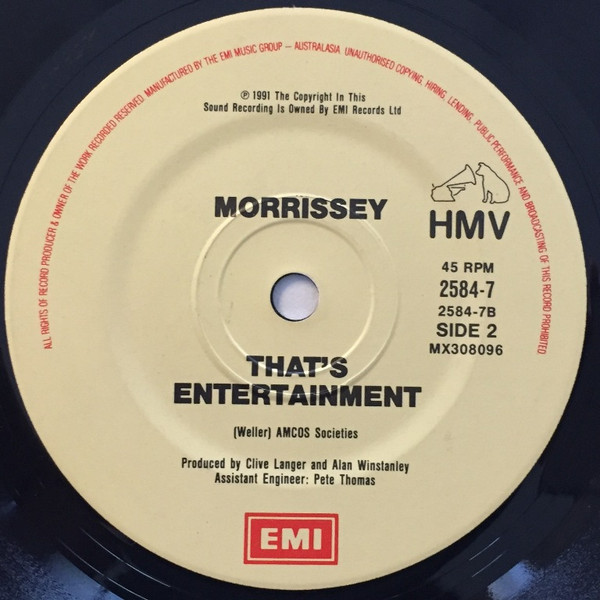 ALL RIGHTS OF RECORD PRODUCER & OWNER OF THE WORK RECORDED RESERVED. MANUFACTURED BY THE EMI MUSIC GROUP — AUSTRALASIA. UNAUTHORISED COPYING, HIRING, LENDING, PUBLIC PERFORMANCE AND BROADCASTING OF THIS RECORD PROHIBITED
℗ 1991 The Copyright In This
Sound Recording Is Owned By EMI Records Ltd
MORRISSEY
HMV
45 RPM
2584-7
2584-7B
SIDE 2
MX308096
THAT'S
ENTERTAINMENT
(Weller) AMCOS Societies
Produced by Clive Langer and Alan Winstanley
Assistant Engineer: Pete Thomas
EMI